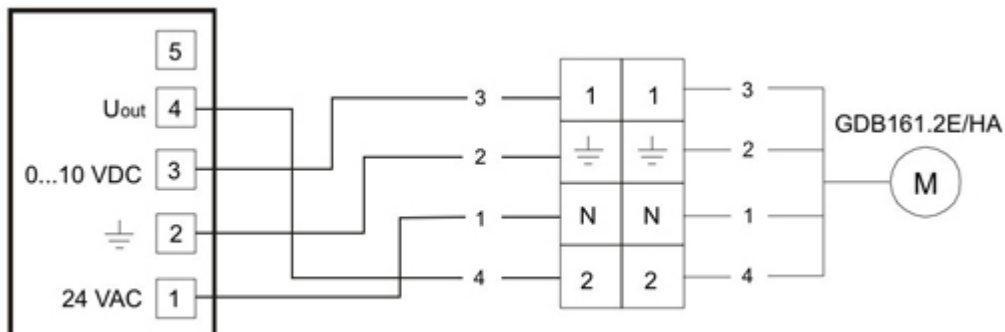 5
Uout 4
0...10 VDC 3
2
24 VAC 1
3 1 1 3
2 2
1 N N 1
4 2 2 4
GDB161.2E/HA
M